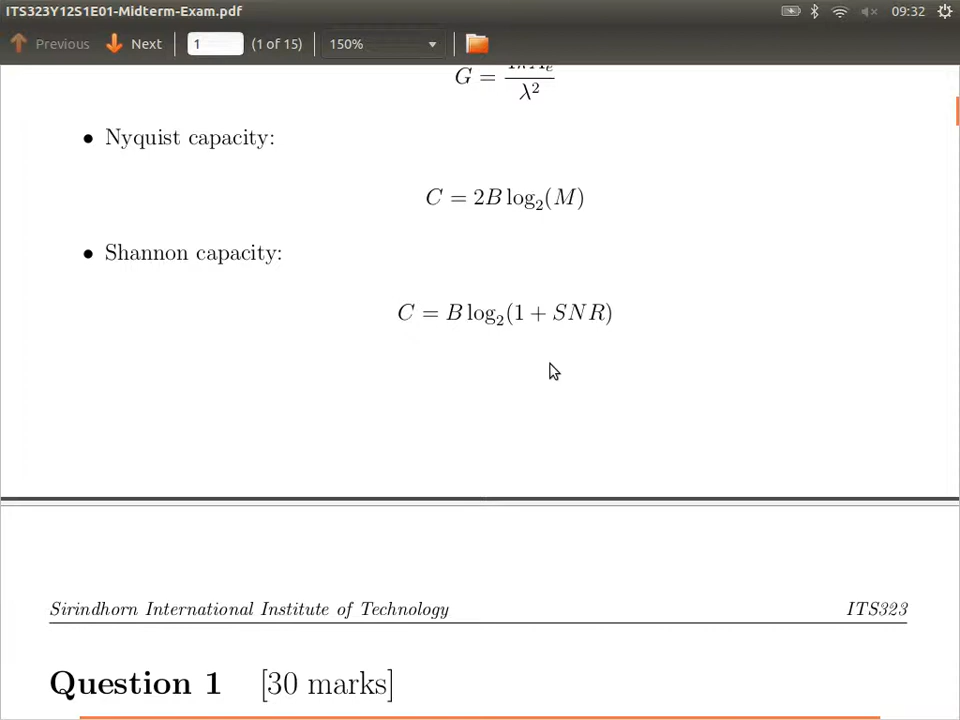 ITS323Y12S1E01-Midterm-Exam.pdf 09:32
Previous Next 1 (1 of 15) 150%
G = / λ²
• Nyquist capacity:
C = 2B log₂(M)
• Shannon capacity:
C = B log₂(1 + SNR)
Sirindhorn International Institute of Technology ITS323
Question 1 [30 marks]